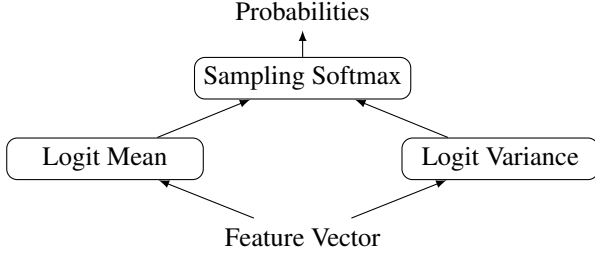 Probabilities
Sampling Softmax
Logit Mean
Logit Variance
Feature Vector